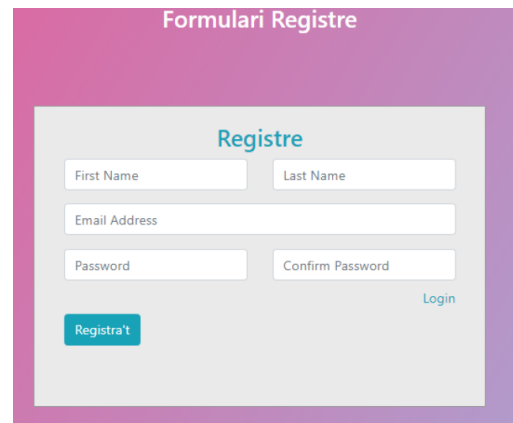 Formulari Registre
Registre
First Name Last Name
Email Address
Password Confirm Password
Login
Registra't